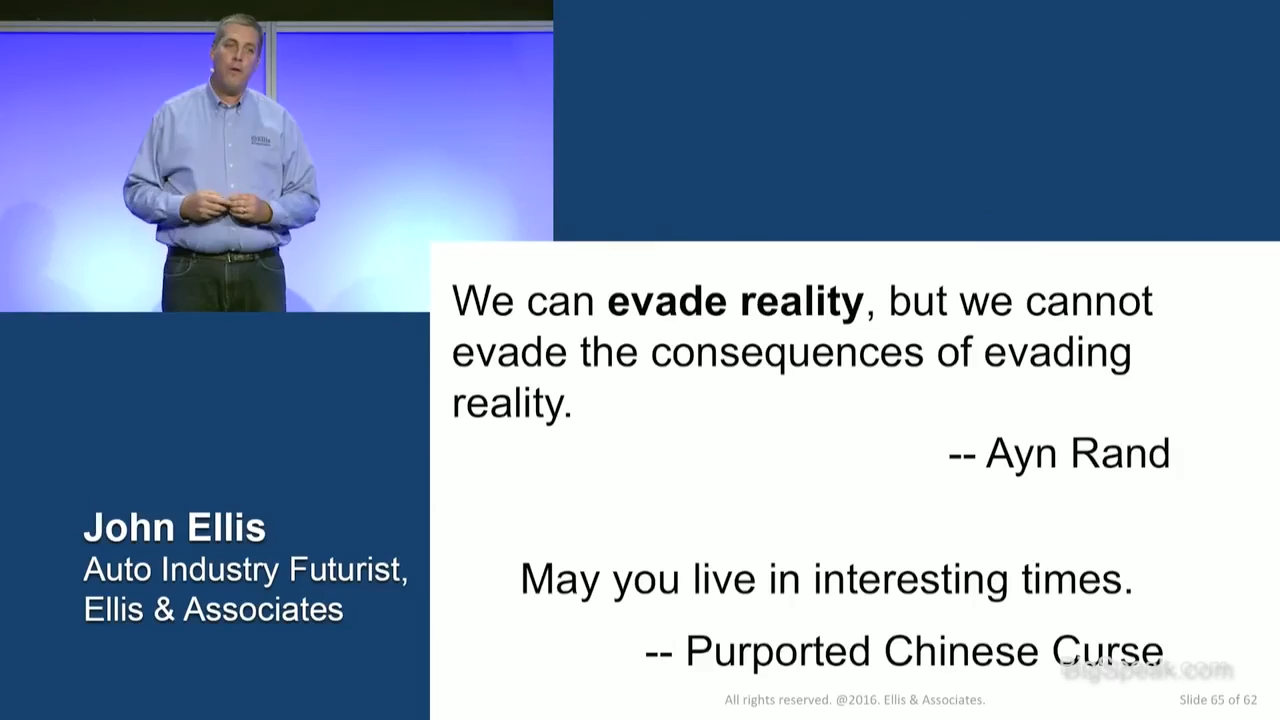 @Ellis
We can evade reality, but we cannot
evade the consequences of evading
reality.
-- Ayn Rand
May you live in interesting times.
-- Purported Chinese Curse
John Ellis
Auto Industry Futurist,
Ellis & Associates
BigSpeak.com
All rights reserved. @2016. Ellis & Associates.
Slide 65 of 62